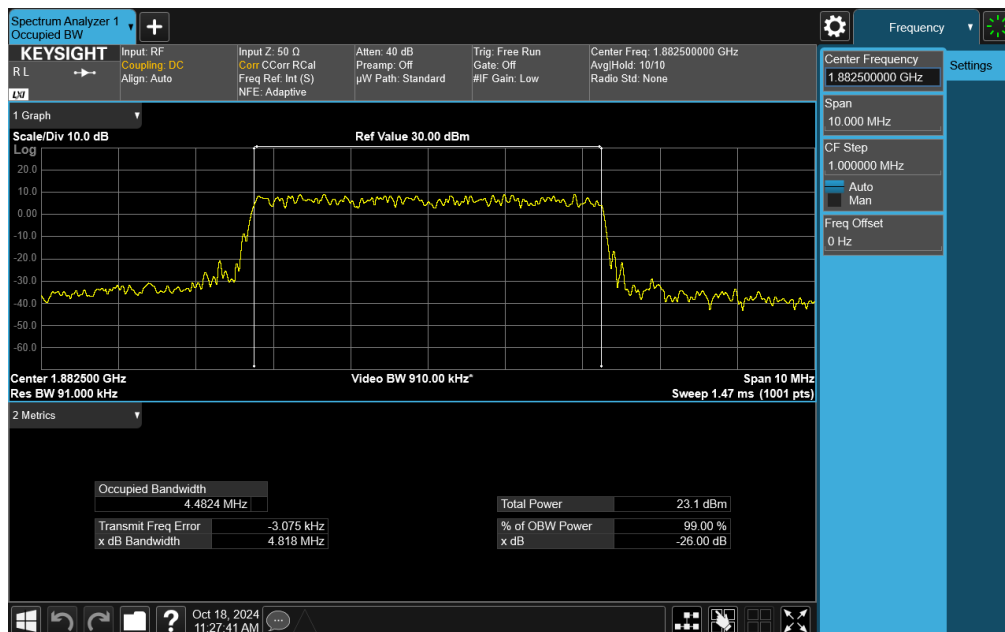 Spectrum Analyzer 1
Occupied BW
Frequency
KEYSIGHT
R L
LXI
Input: RF
Coupling: DC
Align: Auto
Input Z: 50 Ω
Corr CCorr RCal
Freq Ref: Int (S)
NFE: Adaptive
Atten: 40 dB
Preamp: Off
µW Path: Standard
Trig: Free Run
Gate: Off
#IF Gain: Low
Center Freq: 1.882500000 GHz
Avg|Hold: 10/10
Radio Std: None
Center Frequency
1.882500000 GHz
Settings
Span
10.000 MHz
CF Step
1.000000 MHz
Auto
Man
Freq Offset
0 Hz
1 Graph
Scale/Div 10.0 dB
Ref Value 30.00 dBm
Log
20.0
10.0
0.00
-10.0
-20.0
-30.0
-40.0
-50.0
-60.0
Center 1.882500 GHz
Video BW 910.00 kHz*
Span 10 MHz
Res BW 91.000 kHz
Sweep 1.47 ms (1001 pts)
2 Metrics
Occupied Bandwidth
4.4824 MHz
Total Power 23.1 dBm
Transmit Freq Error -3.075 kHz
% of OBW Power 99.00 %
x dB Bandwidth 4.818 MHz
x dB -26.00 dB
?
Oct 18, 2024
11:27:41 AM